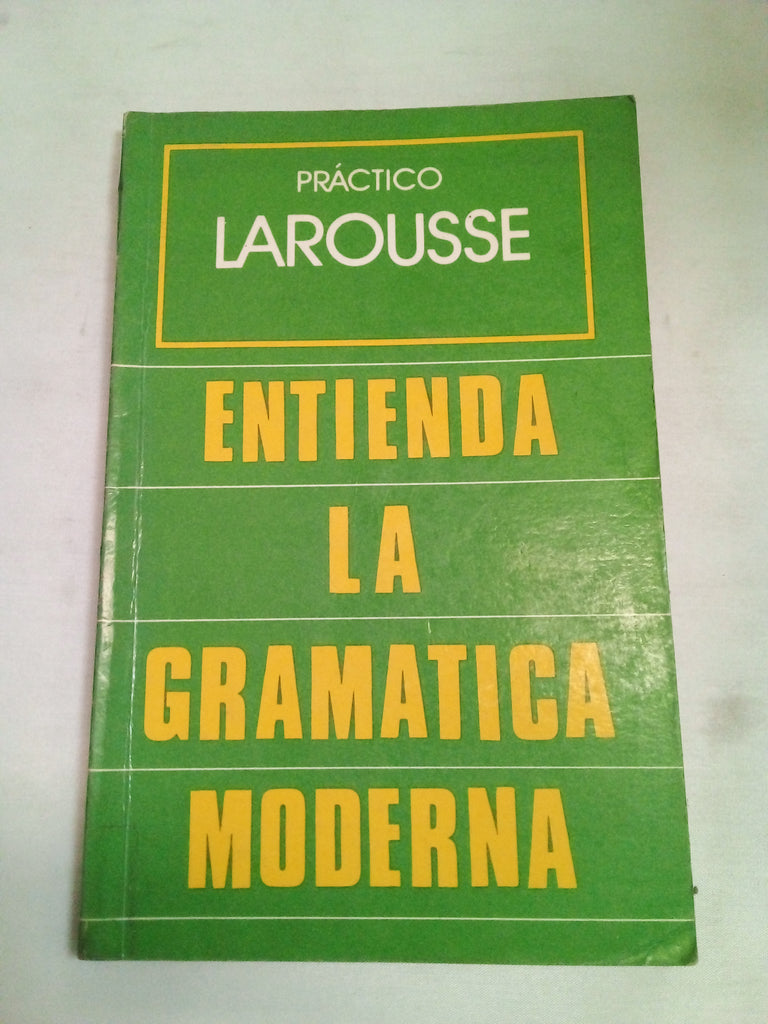 PRÁCTICO
LAROUSSE
ENTIENDA
LA
GRAMATICA
MODERNA